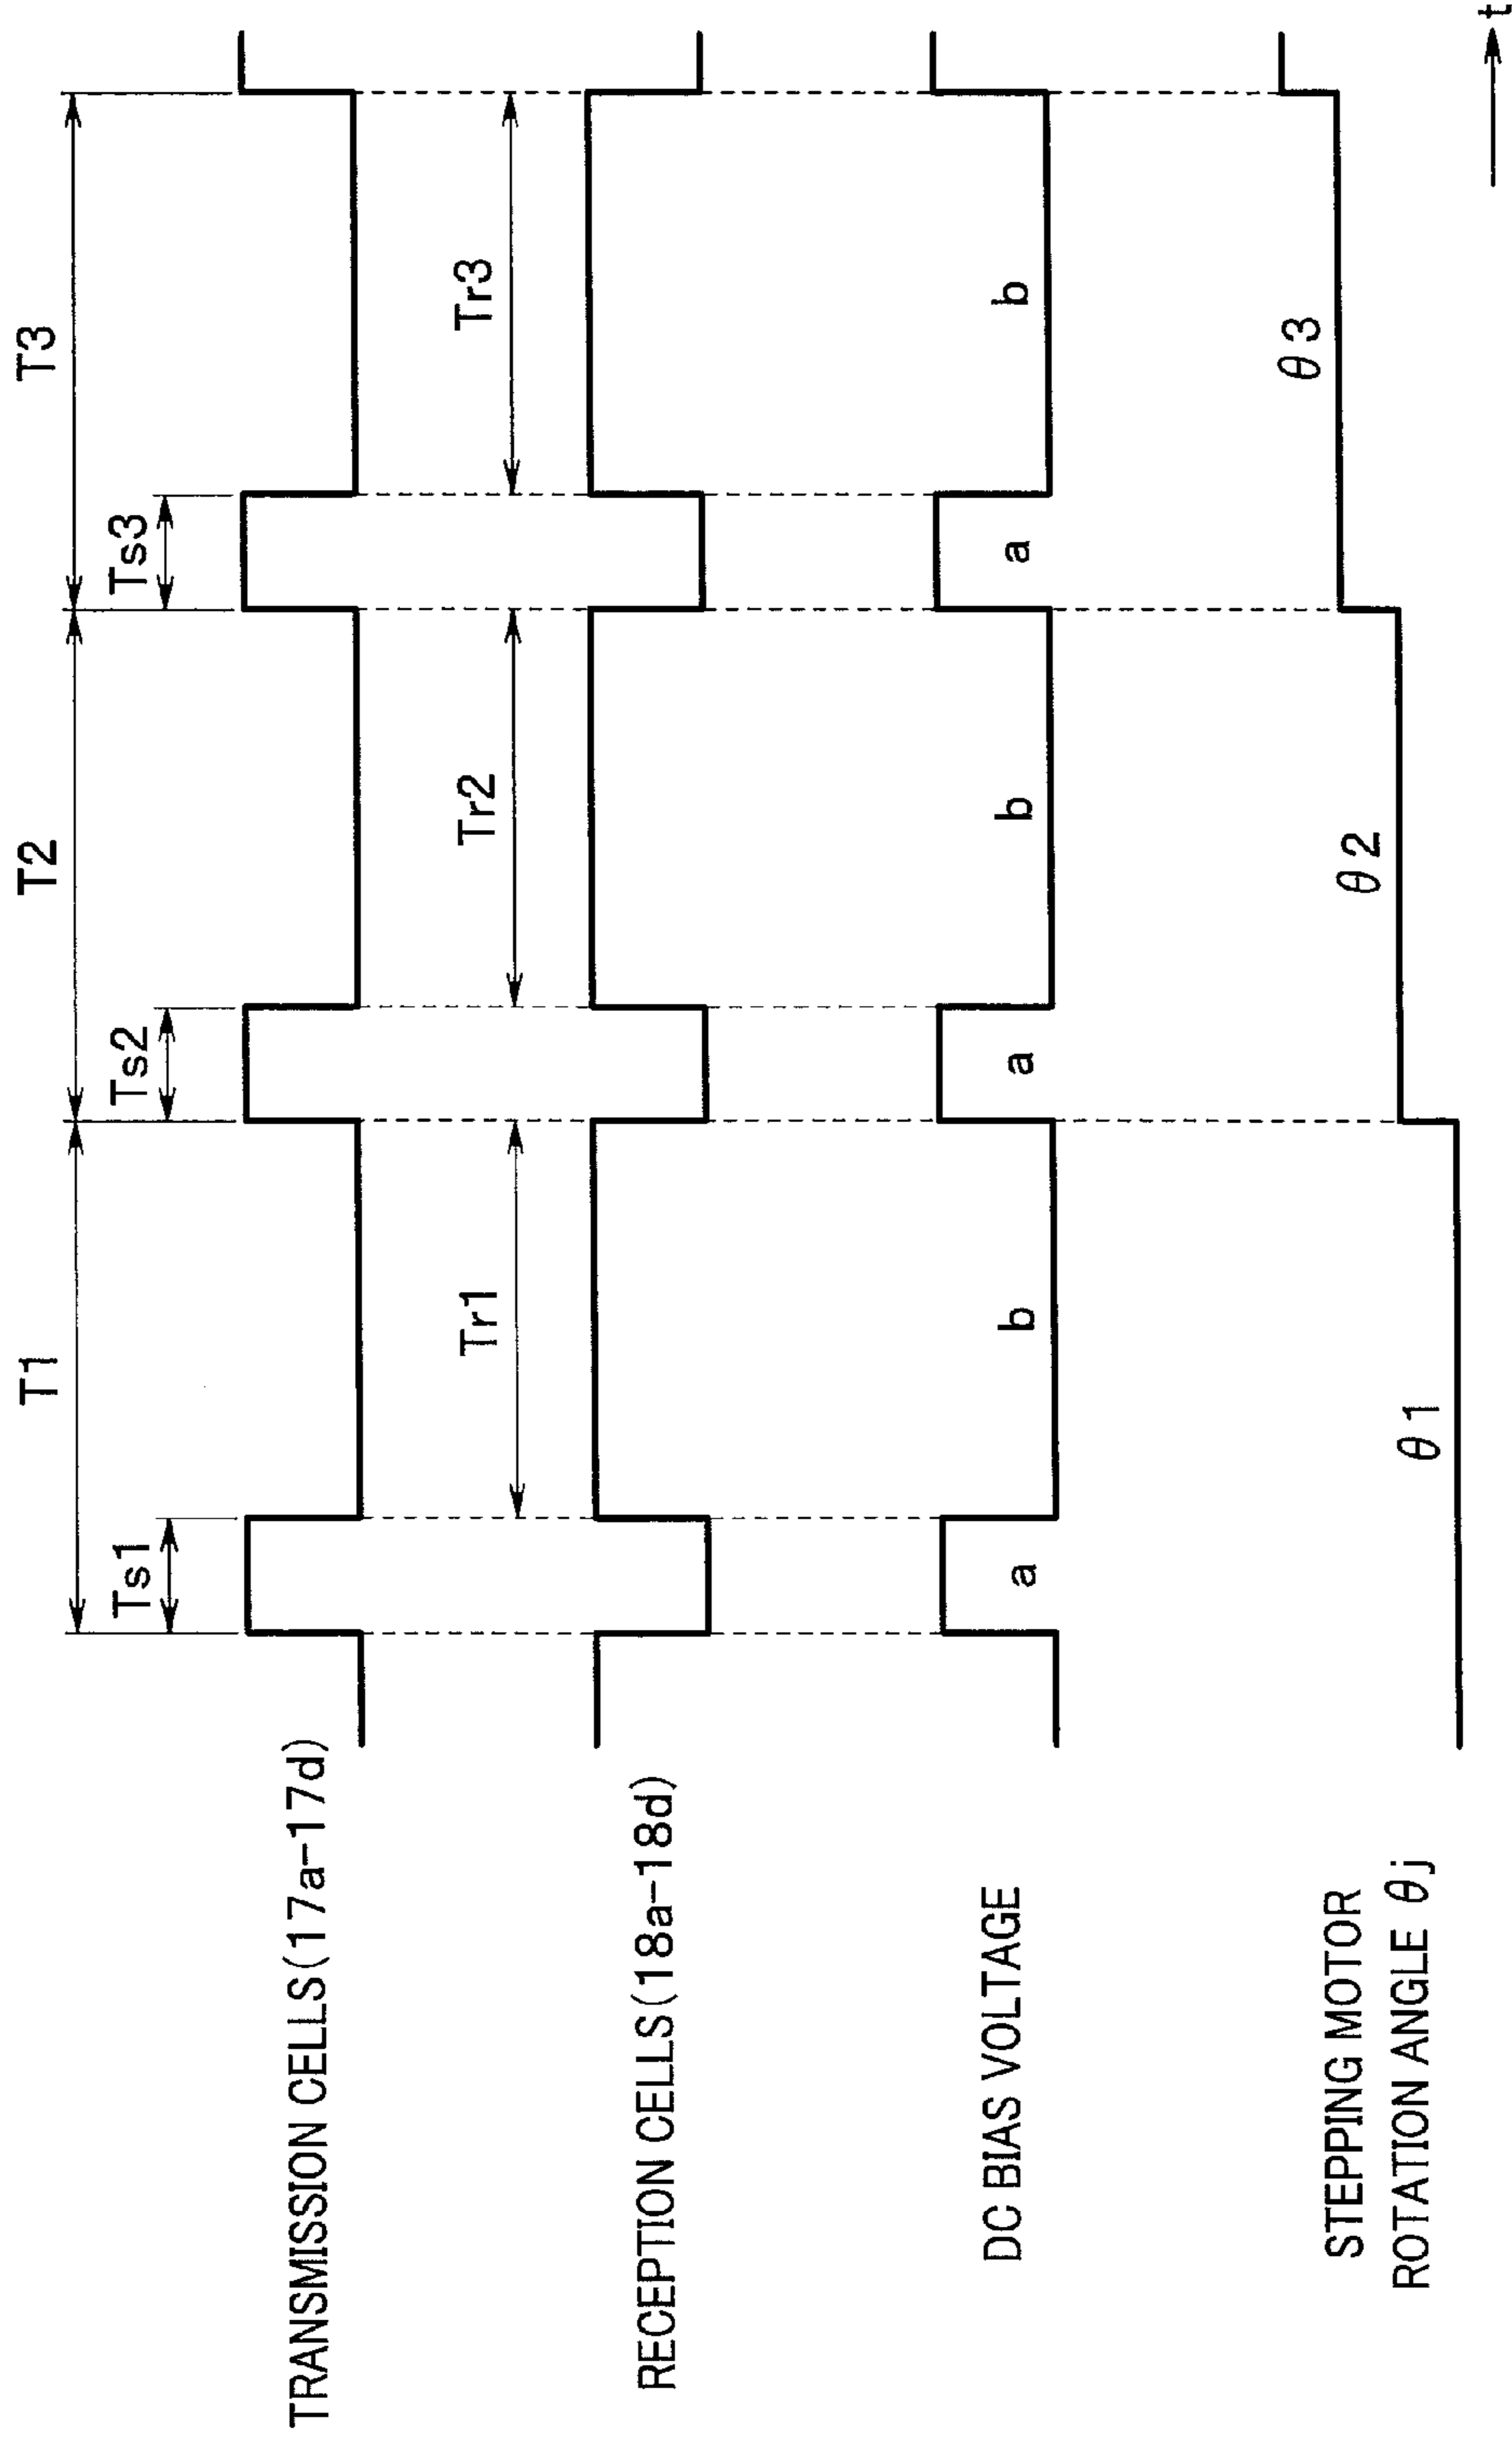 T1
T2
T3
Ts1
Ts2
Ts3
TRANSMISSION CELLS(17a-17d)
Tr1
Tr2
Tr3
RECEPTION CELLS(18a-18d)
DC BIAS VOLTAGE
a
b
a
b
a
b
STEPPING MOTOR
ROTATION ANGLE θj
θ1
θ2
θ3
t